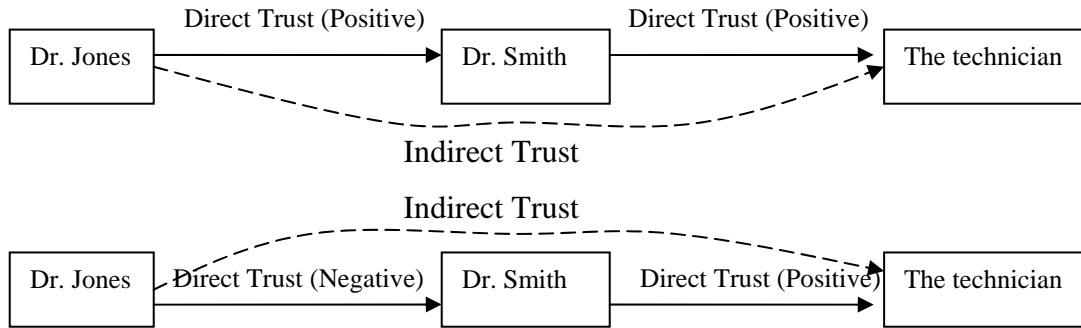 Direct Trust (Positive)
Direct Trust (Positive)
Dr. Jones
Dr. Smith
The technician
Indirect Trust
Indirect Trust
Dr. Jones
Direct Trust (Negative)
Dr. Smith
Direct Trust (Positive)
The technician